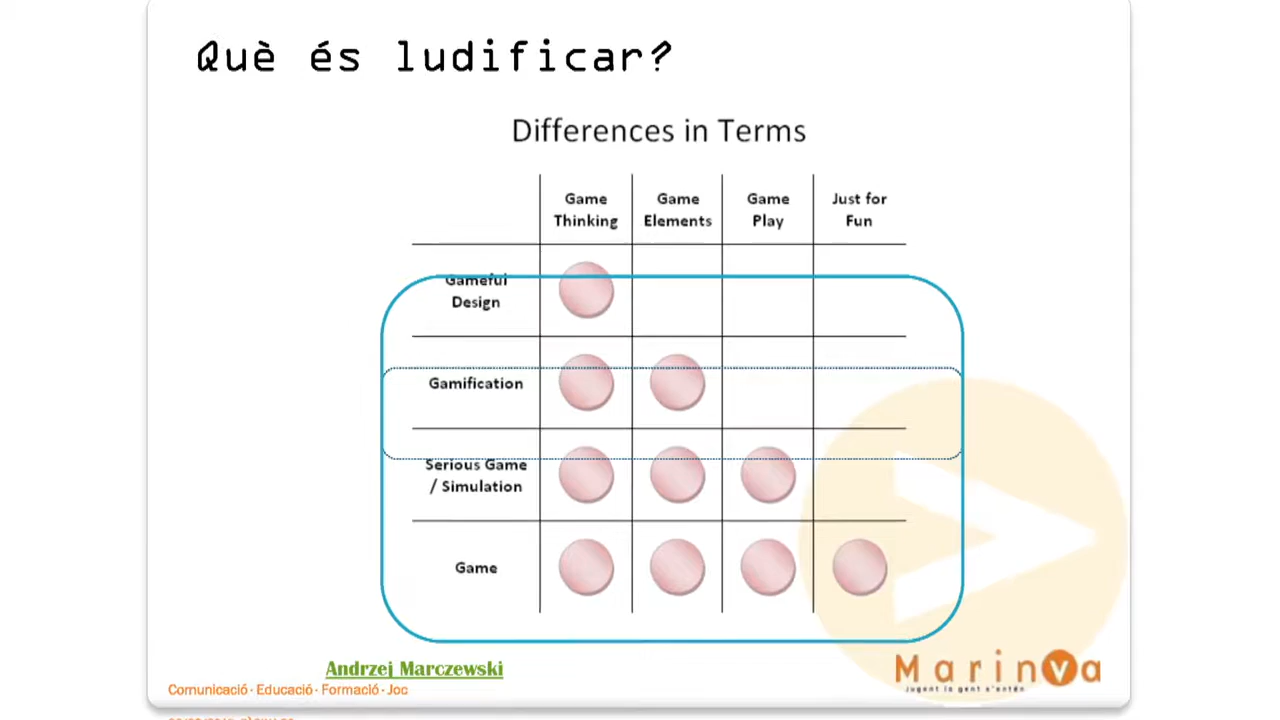 Què és ludificar?
Differences in Terms
Game Thinking
Game Elements
Game Play
Just for Fun
Gameful
Design
Gamification
Serious Game
/ Simulation
Game
Andrzej Marczewski
Comunicació · Educació · Formació · Joc
Marinva
Jugant la gent s'entén